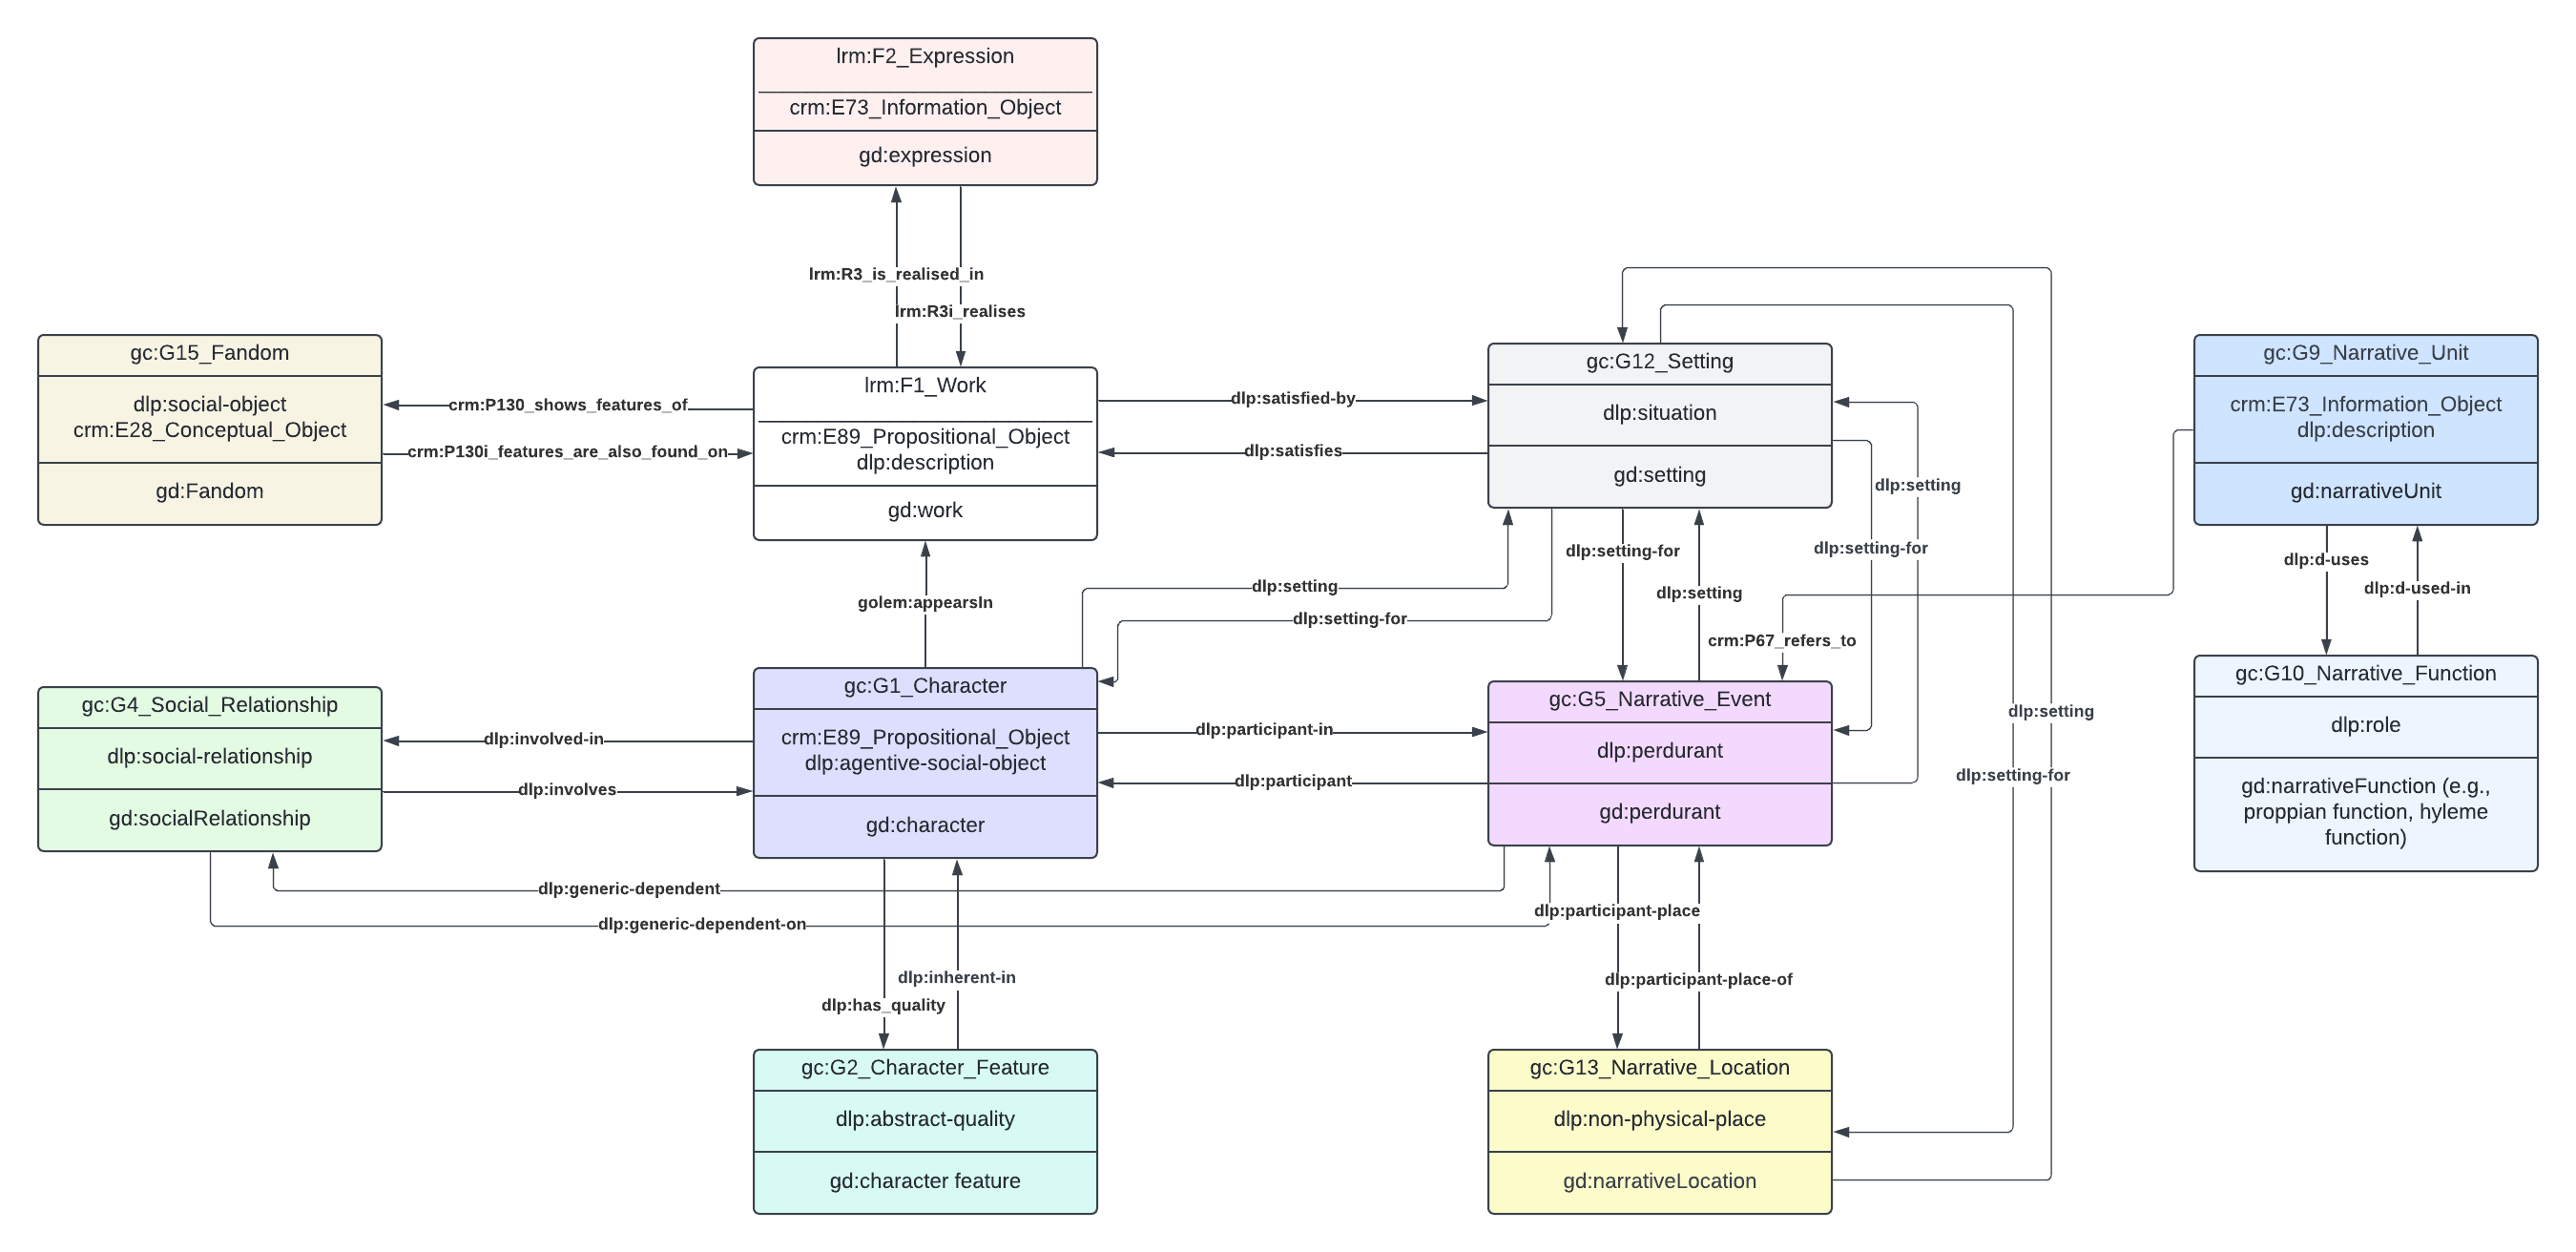 lrm:F2_Expression
crm:E73_Information_Object
gd:expression
lrm:R3_is_realised_in
lrm:R3i_realises
gc:G15_Fandom
dlp:social-object
crm:E28_Conceptual_Object
gd:Fandom
crm:P130_shows_features_of
crm:P130i_features_are_also_found_on
lrm:F1_Work
crm:E89_Propositional_Object
dlp:description
gd:work
dlp:satisfied-by
dlp:satisfies
gc:G12_Setting
dlp:situation
gd:setting
gc:G9_Narrative_Unit
crm:E73_Information_Object
dlp:description
gd:narrativeUnit
dlp:setting
dlp:setting-for
dlp:setting-for
dlp:setting
dlp:d-uses
dlp:d-used-in
golem:appearsIn
dlp:setting
dlp:setting-for
crm:P67_refers_to
gc:G4_Social_Relationship
dlp:social-relationship
gd:socialRelationship
dlp:involved-in
dlp:involves
gc:G1_Character
crm:E89_Propositional_Object
dlp:agentive-social-object
gd:character
dlp:participant-in
dlp:participant
gc:G5_Narrative_Event
dlp:perdurant
gd:perdurant
dlp:setting
dlp:setting-for
gc:G10_Narrative_Function
dlp:role
gd:narrativeFunction (e.g.,
proppian function, hyleme
function)
dlp:generic-dependent
dlp:generic-dependent-on
dlp:participant-place
dlp:participant-place-of
dlp:inherent-in
dlp:has_quality
gc:G2_Character_Feature
dlp:abstract-quality
gd:character feature
gc:G13_Narrative_Location
dlp:non-physical-place
gd:narrativeLocation